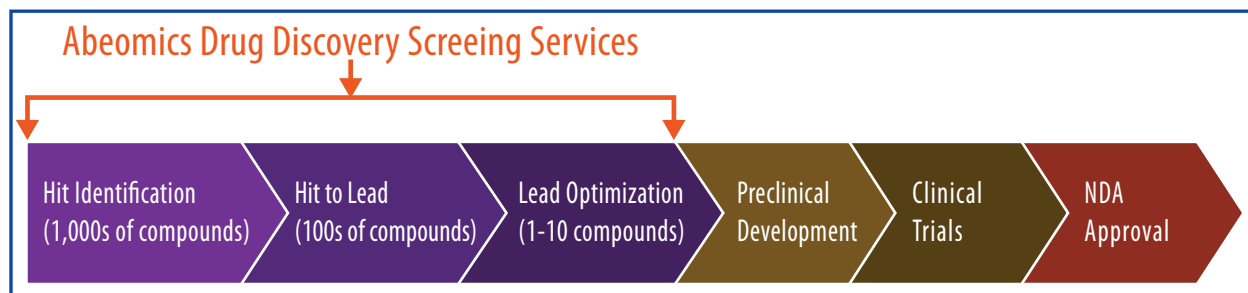 Abeomics Drug Discovery Screeing Services
Hit Identification
(1,000s of compounds)
Hit to Lead
(100s of compounds)
Lead Optimization
(1-10 compounds)
Preclinical
Development
Clinical
Trials
NDA
Approval